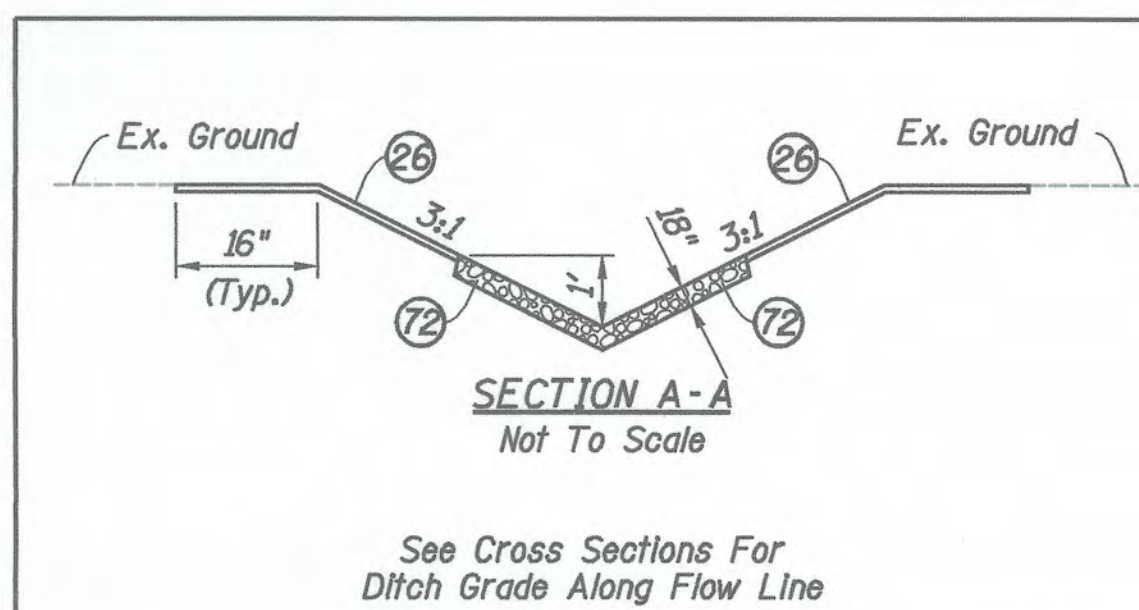 Ex. Ground
Ex. Ground
26
26
3:1
18"
3:1
16"
(Typ.)
1'
72
72
SECTION A-A
Not To Scale
See Cross Sections For
Ditch Grade Along Flow Line